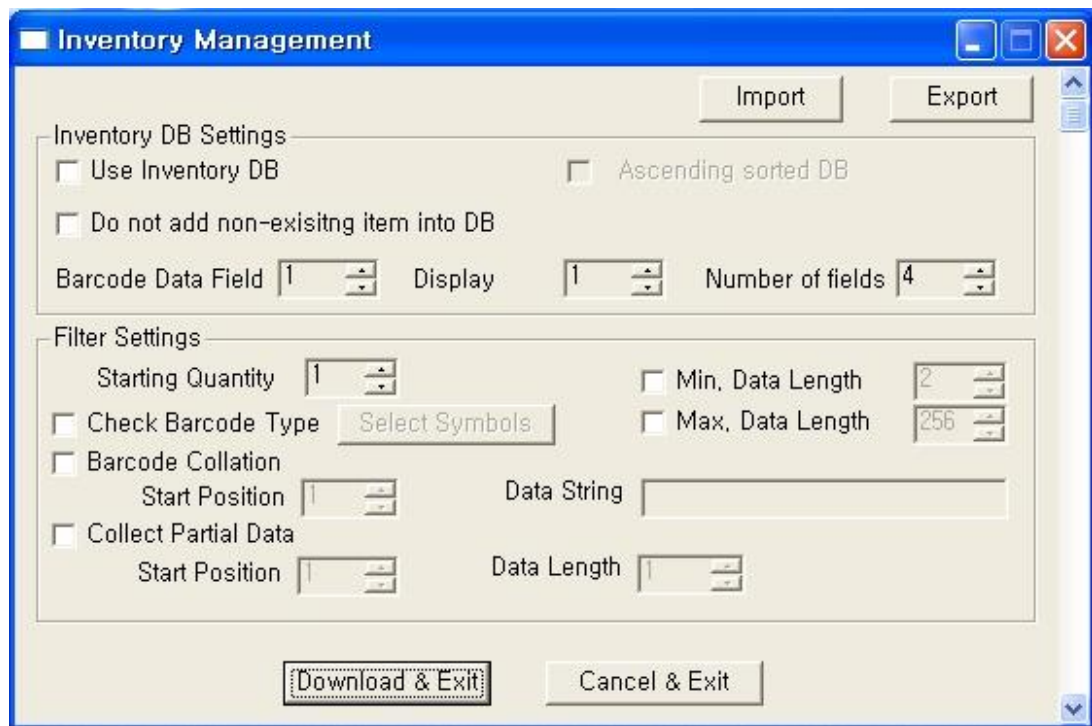 Inventory Management
Import Export
Inventory DB Settings
Use Inventory DB Ascending sorted DB
Do not add non-exisitng item into DB
Barcode Data Field 1 Display 1 Number of fields 4
Filter Settings
Starting Quantity 1 Min, Data Length 2
Check Barcode Type Select Symbols Max, Data Length 256
Barcode Collation
Start Position 1 Data String
Collect Partial Data
Start Position 1 Data Length 1
Download & Exit Cancel & Exit